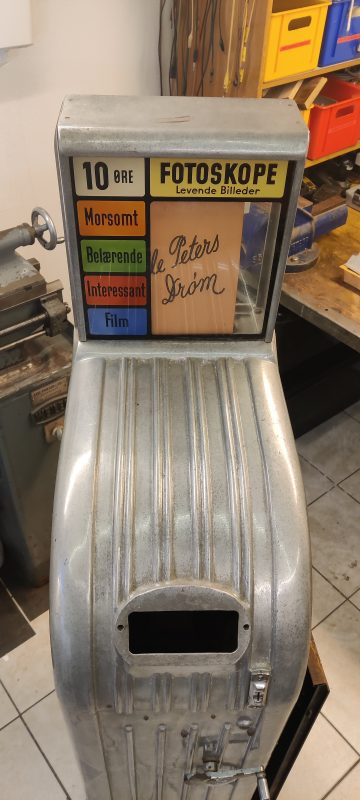 10 ØRE
FOTOSKOPE
Levende Billeder
Morsomt
Belærende
Interessant
Film
le Peters
Drøm